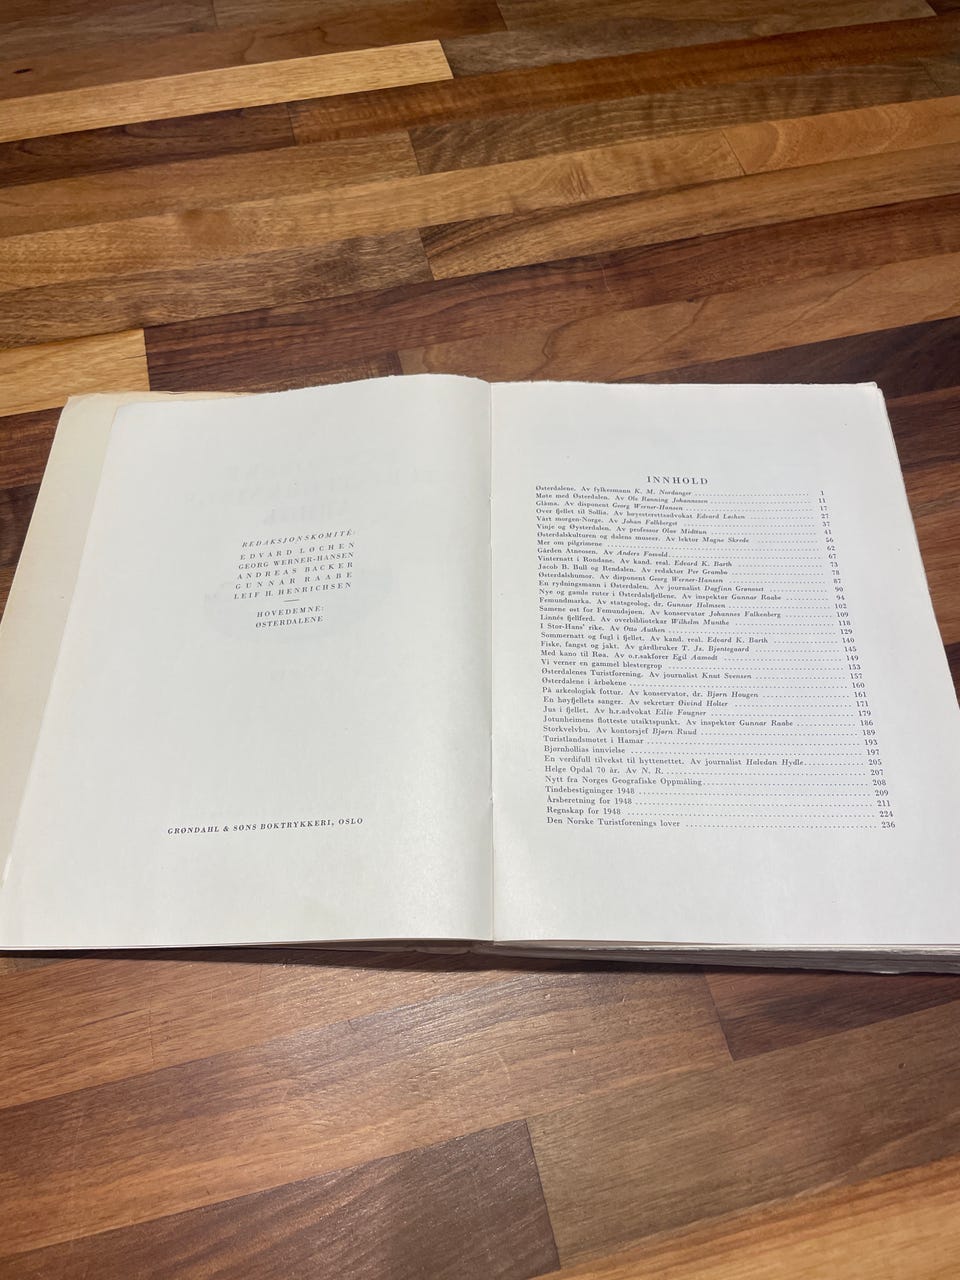 REDAKSJONSKOMITÉ:
EDVARD LØCHEN
GEORG WERNER-HANSEN
ANDREAS BACKER
GUNNAR RAABE
LEIF H. HENRICHSEN
HOVEDEMNE:
ØSTERDALENE
GRØNDAHL & SØNS BOKTRYKKERI, OSLO
INNHOLD
Østerdalene. Av fylkesmann K. M. Nordanger 1
Møte med Østerdalen. Av Ole Rønning Johannesen 11
Glåma. Av disponent Georg Werner-Hansen 17
Over fjellet til Sollia. Av høyesterettsadvokat Edvard Løchen 27
Vårt morgen-Norge. Av Johan Falkberget 37
Vinje og Øysterdalen. Av professor Olav Midttun 41
Østerdalskulturen og dalens museer. Av lektor Magne Skrede 46
Mer om pilgrimene 62
Gården Atneosen. Av Anders Fossvold 67
Vinternatt i Rondane. Av kand. real. Edvard K. Barth 73
Jacob B. Bull og Rendalen. Av redaktør Per Grambo 78
Østerdalshumor. Av disponent Georg Werner-Hansen 87
En rydningsmann i Østerdalen. Av journalist Dagfinn Grønoset 90
Nye og gamle ruter i Østerdalsfjellene. Av inspektør Gunnar Raabe 94
Femundmarka. Av statsgeolog, dr. Gunnar Holmsen 102
Samene øst for Femundsjøen. Av konservator Johannes Falkenberg 109
Linnés fjellferd. Av overbibliotekar Wilhelm Munthe 118
I Stor-Hans' rike. Av Otto Authen 129
Sommernatt og fugl i fjellet. Av kand. real. Edvard K. Barth 140
Fiske, fangst og jakt. Av gårdbruker T. Js. Bjøntegaard 145
Med kano til Røa. Av o.r.sakfører Egil Aamodt 149
Vi verner en gammel blestergrop 153
Østerdalenes Turistforening. Av journalist Knut Svensen 157
Østerdalene i årbøkene 160
På arkeologisk fottur. Av konservator, dr. Bjørn Hougen 161
En høyfjellets sanger. Av sekretær Øivind Holter 171
Jus i fjellet. Av h.r.advokat Eiliv Fougner 179
Jotunheimens flotteste utsiktspunkt. Av inspektør Gunnar Raabe 186
Storkvelvbu. Av kontorsjef Bjørn Ruud 189
Turistlandsmøtet i Hamar 193
Bjørnhollias innvielse 197
En verdifull tilvekst til hyttenettet. Av journalist Halvdan Hydle 205
Helge Opdal 70 år. Av N. R. 207
Nytt fra Norges Geografiske Oppmåling 208
Tindebestigninger 1948 209
Årsberetning for 1948 211
Regnskap for 1948 224
Den Norske Turistforenings lover 236